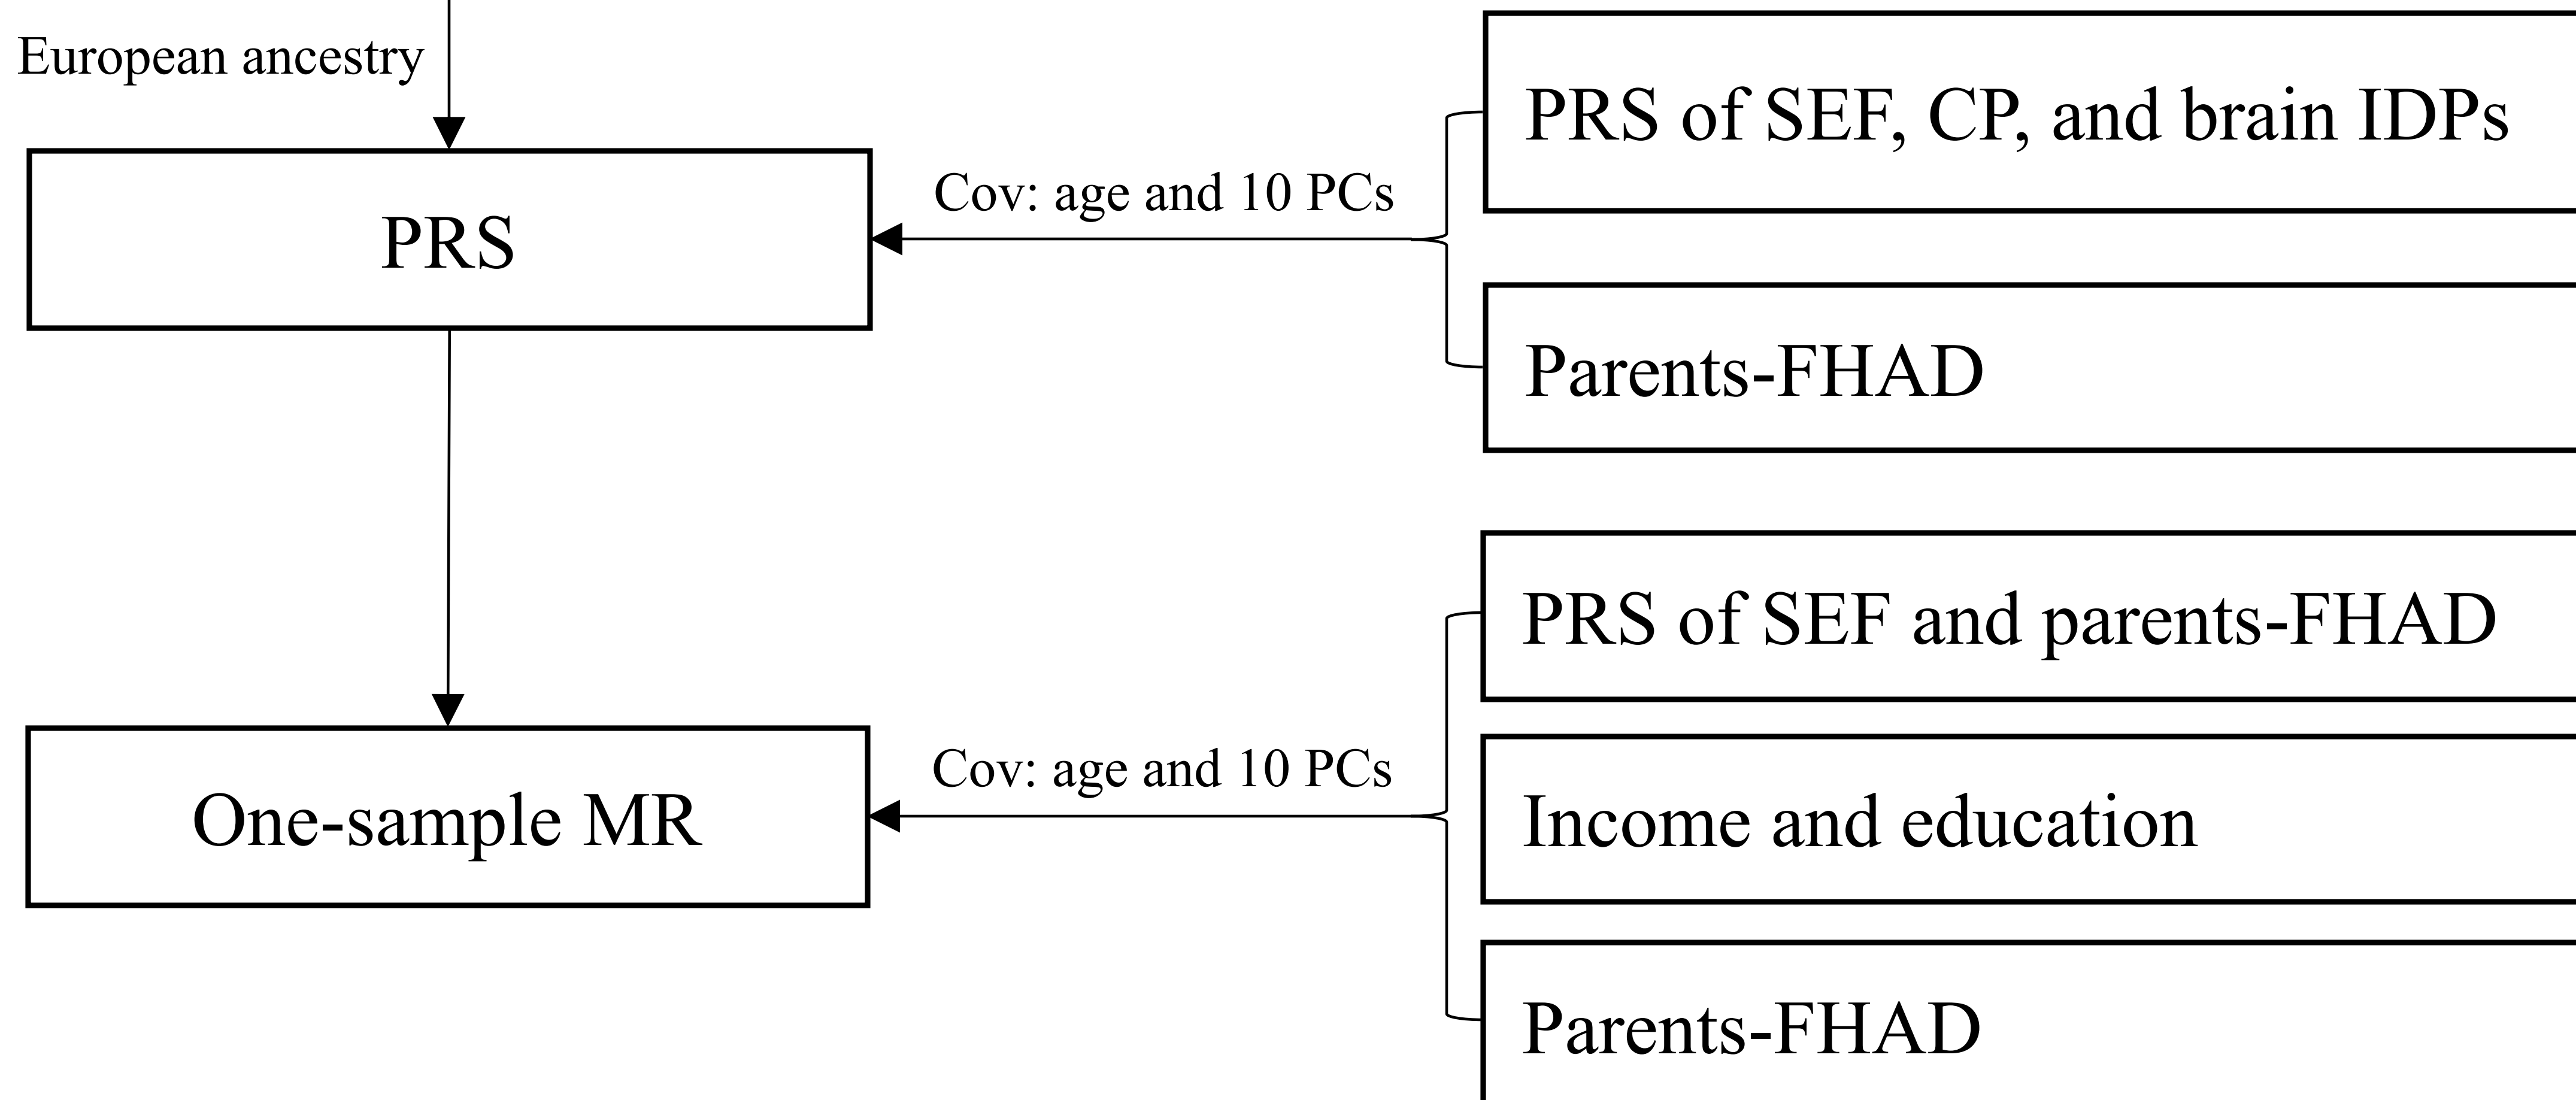 European ancestry
PRS of SEF, CP, and brain IDPs
Cov: age and 10 PCs
PRS
Parents-FHAD
PRS of SEF and parents-FHAD
Cov: age and 10 PCs
One-sample MR
Income and education
Parents-FHAD